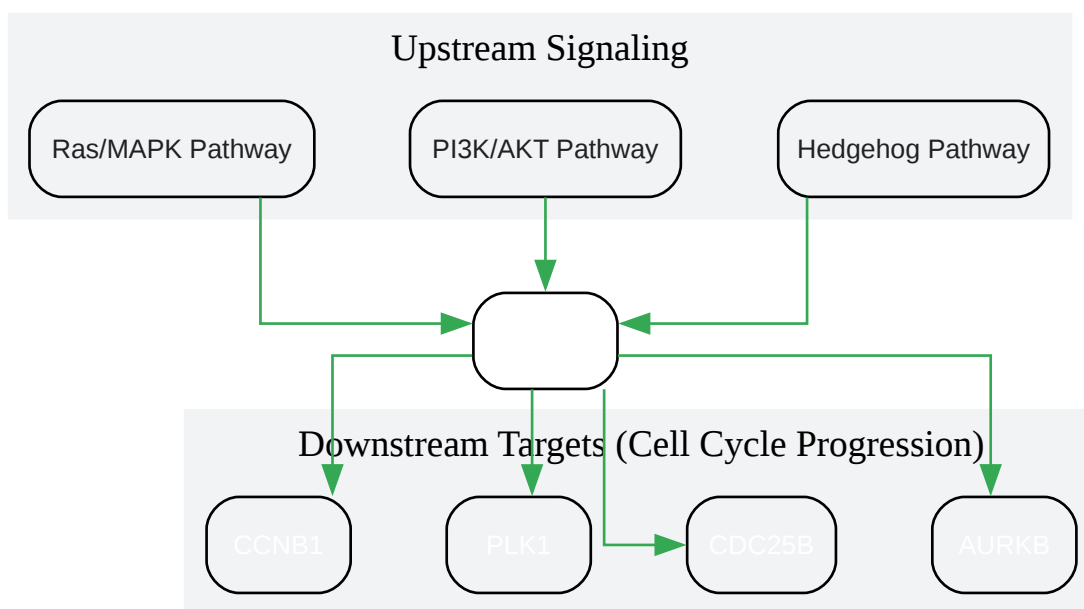 Upstream Signaling
Ras/MAPK Pathway
PI3K/AKT Pathway
Hedgehog Pathway
Downstream Targets (Cell Cycle Progression)
CCNB1
PLK1
CDC25B
AURKB